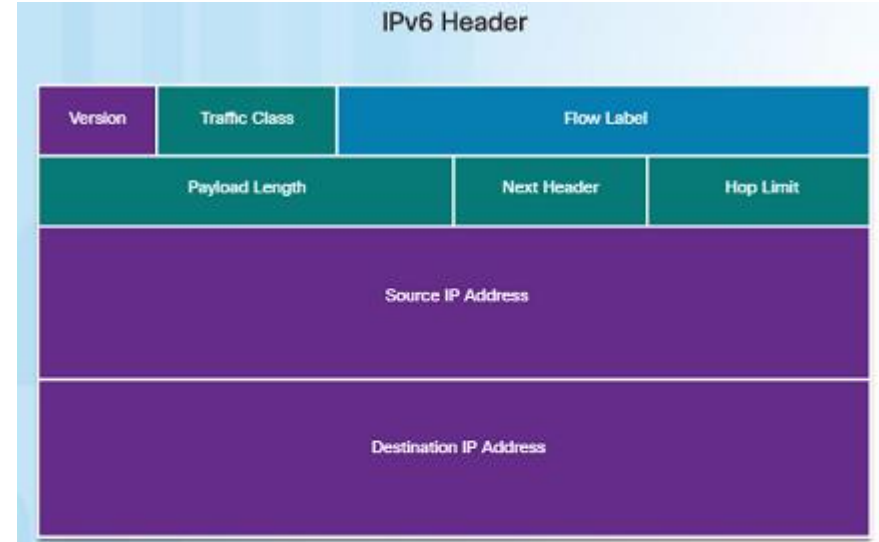 IPv6 Header
Version Traffic Class Flow Label
Payload Length Next Header Hop Limit
Source IP Address
Destination IP Address